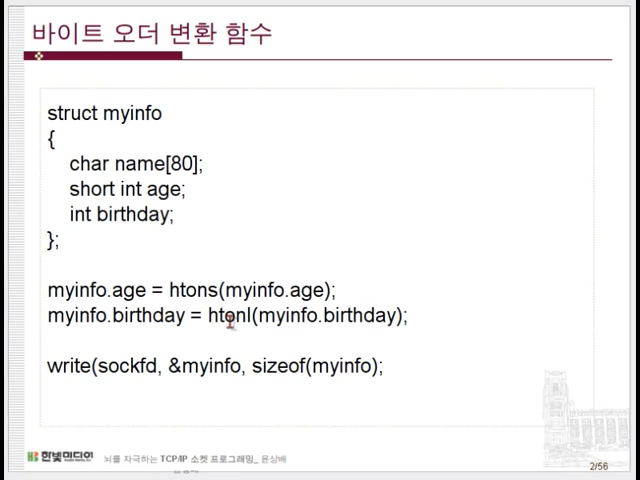 바이트 오더 변환 함수
struct myinfo
{
char name[80];
short int age;
int birthday;
};
myinfo.age = htons(myinfo.age);
myinfo.birthday = htonl(myinfo.birthday);
write(sockfd, &myinfo, sizeof(myinfo);
한빛미디어
뇌를 자극하는 TCP/IP 소켓 프로그래밍_ 윤상배
2/56